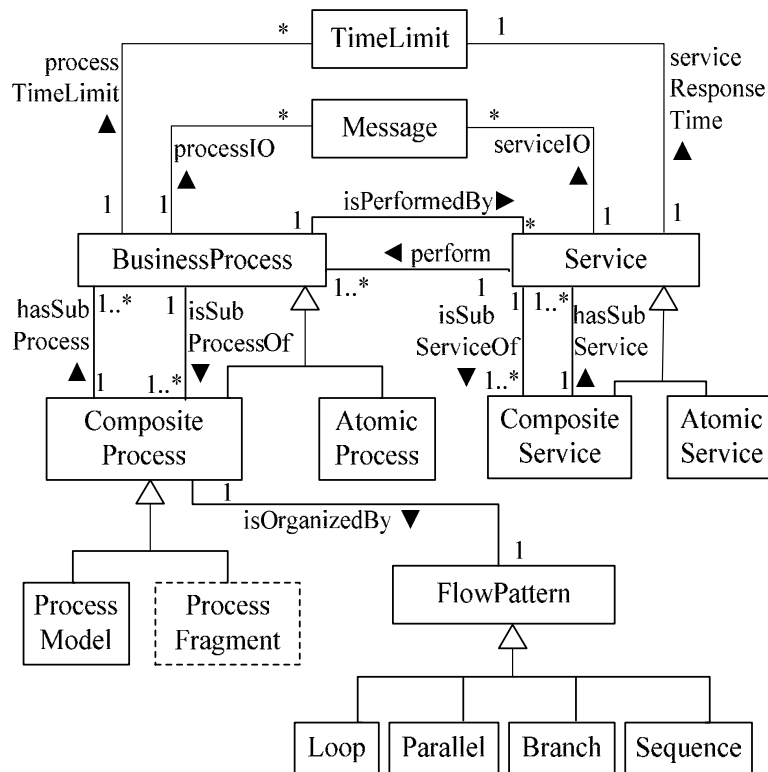 * TimeLimit 1
process
TimeLimit
service
Response
Time
* Message *
processIO
serviceIO
1 1 1 isPerformedBy * 1 1
BusinessProcess
perform
Service
1..* 1
hasSub
Process
1..* 1
isSub
ProcessOf
1 1..*
1 1 1..*
isSub
ServiceOf
hasSub
Service
1..* 1
Composite
Process
Atomic
Process
Composite
Service
Atomic
Service
1
isOrganizedBy
1
Process
Model
Process
Fragment
FlowPattern
Loop Parallel Branch Sequence